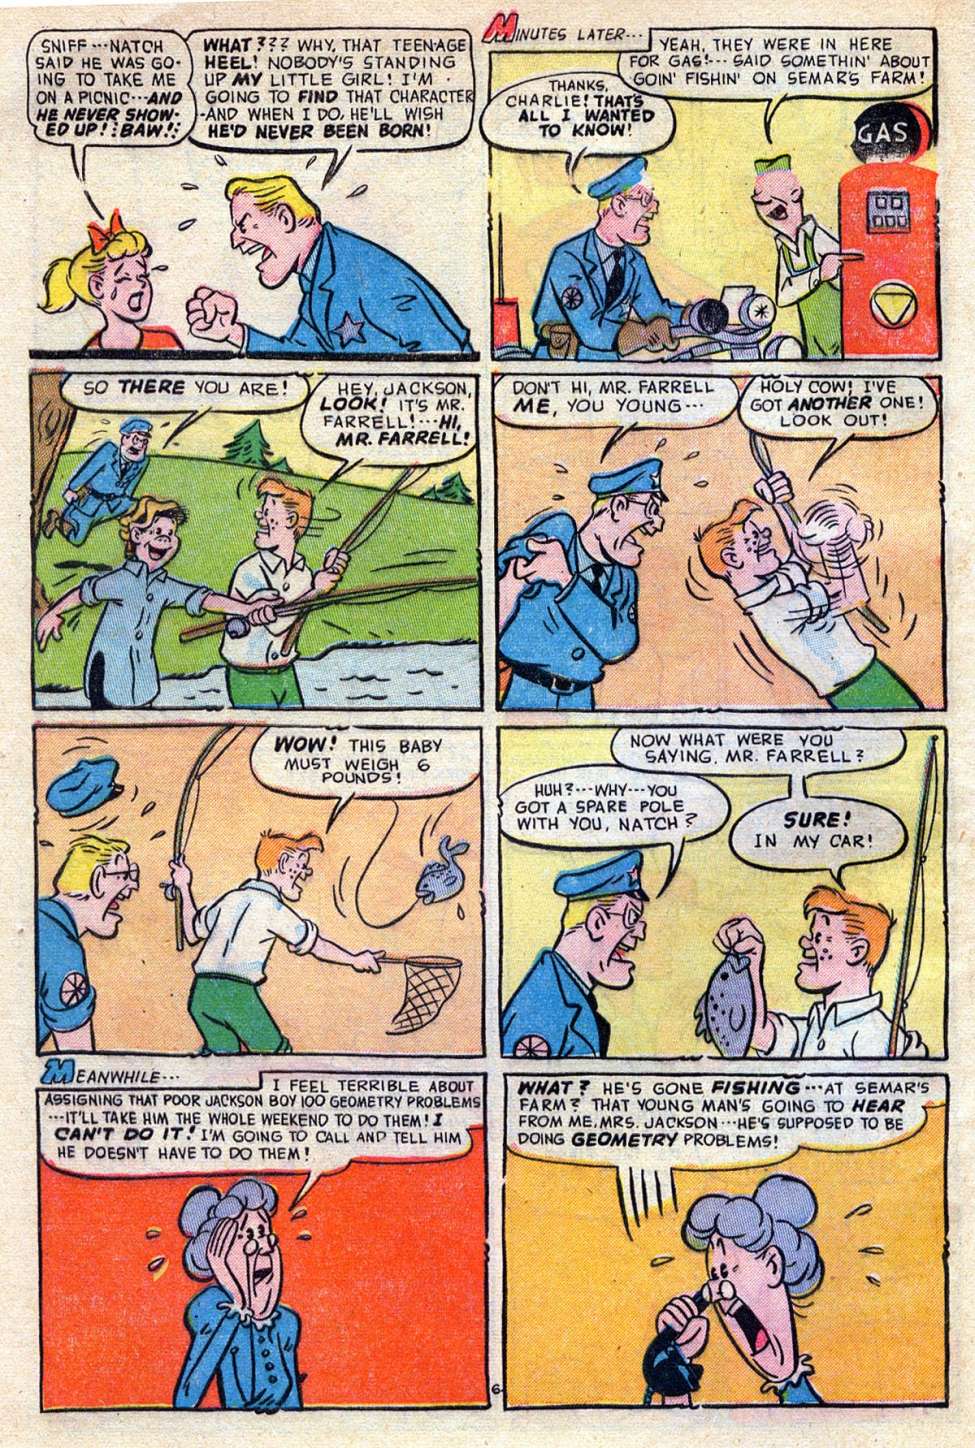 SNIFF---NATCH
SAID HE WAS GO-
ING TO TAKE ME
ON A PICNIC---AND
HE NEVER SHOW-
ED UP! BAW!
WHAT??? WHY, THAT TEEN-AGE
HEEL! NOBODY'S STANDING
UP MY LITTLE GIRL! I'M
GOING TO FIND THAT CHARACTER
-AND WHEN I DO, HE'LL WISH
HE'D NEVER BEEN BORN!
MINUTES LATER---
THANKS,
CHARLIE! THAT'S
ALL I WANTED
TO KNOW!
YEAH, THEY WERE IN HERE
FOR GAS!--- SAID SOMETHIN' ABOUT
GOIN' FISHIN' ON SEMAR'S FARM!
GAS
SO THERE YOU ARE!
HEY, JACKSON,
LOOK! IT'S MR.
FARRELL!---HI,
MR. FARRELL!
DON'T HI, MR. FARRELL
ME, YOU YOUNG---
HOLY COW! I'VE
GOT ANOTHER ONE!
LOOK OUT!
WOW! THIS BABY
MUST WEIGH 6
POUNDS!
NOW WHAT WERE YOU
SAYING, MR. FARRELL?
HUH?---WHY---YOU
GOT A SPARE POLE
WITH YOU, NATCH?
SURE!
IN MY CAR!
MEANWHILE---
I FEEL TERRIBLE ABOUT
ASSIGNING THAT POOR JACKSON BOY 100 GEOMETRY PROBLEMS
---IT'LL TAKE HIM THE WHOLE WEEKEND TO DO THEM! I
CAN'T DO IT! I'M GOING TO CALL AND TELL HIM
HE DOESN'T HAVE TO DO THEM!
WHAT? HE'S GONE FISHING---AT SEMAR'S
FARM? THAT YOUNG MAN'S GOING TO HEAR
FROM ME, MRS. JACKSON---HE'S SUPPOSED TO BE
DOING GEOMETRY PROBLEMS!
6